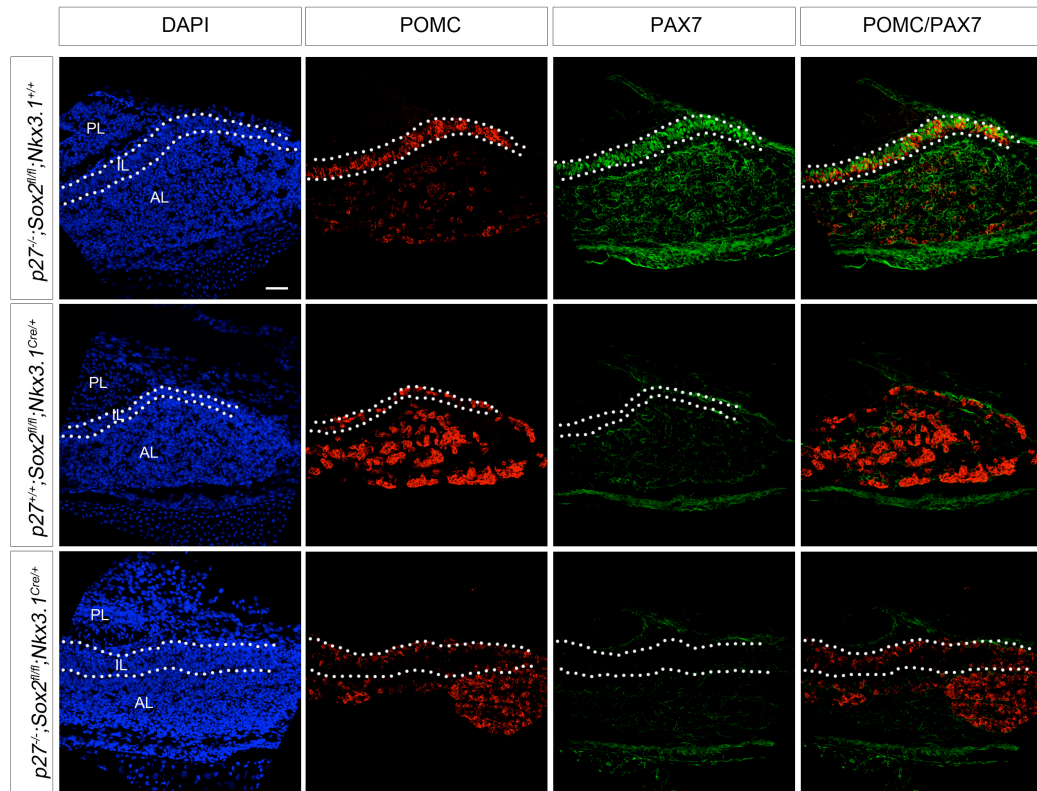 DAPI POMC PAX7 POMC/PAX7
p27-/-;Sox2fl/fl;Nkx3.1+/+
PL
IL
AL
p27+/+;Sox2fl/fl;Nkx3.1Cre/+
PL
IL
AL
p27-/-;Sox2fl/fl;Nkx3.1Cre/+
PL
IL
AL